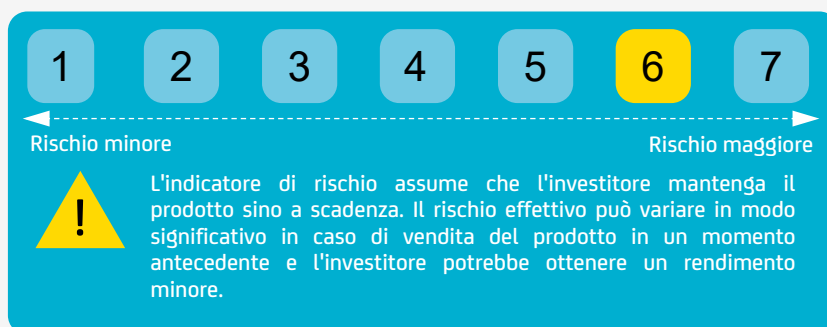 1 2 3 4 5 6 7
Rischio minore Rischio maggiore
!
L'indicatore di rischio assume che l'investitore mantenga il
prodotto sino a scadenza. Il rischio effettivo può variare in modo
significativo in caso di vendita del prodotto in un momento
antecedente e l'investitore potrebbe ottenere un rendimento
minore.